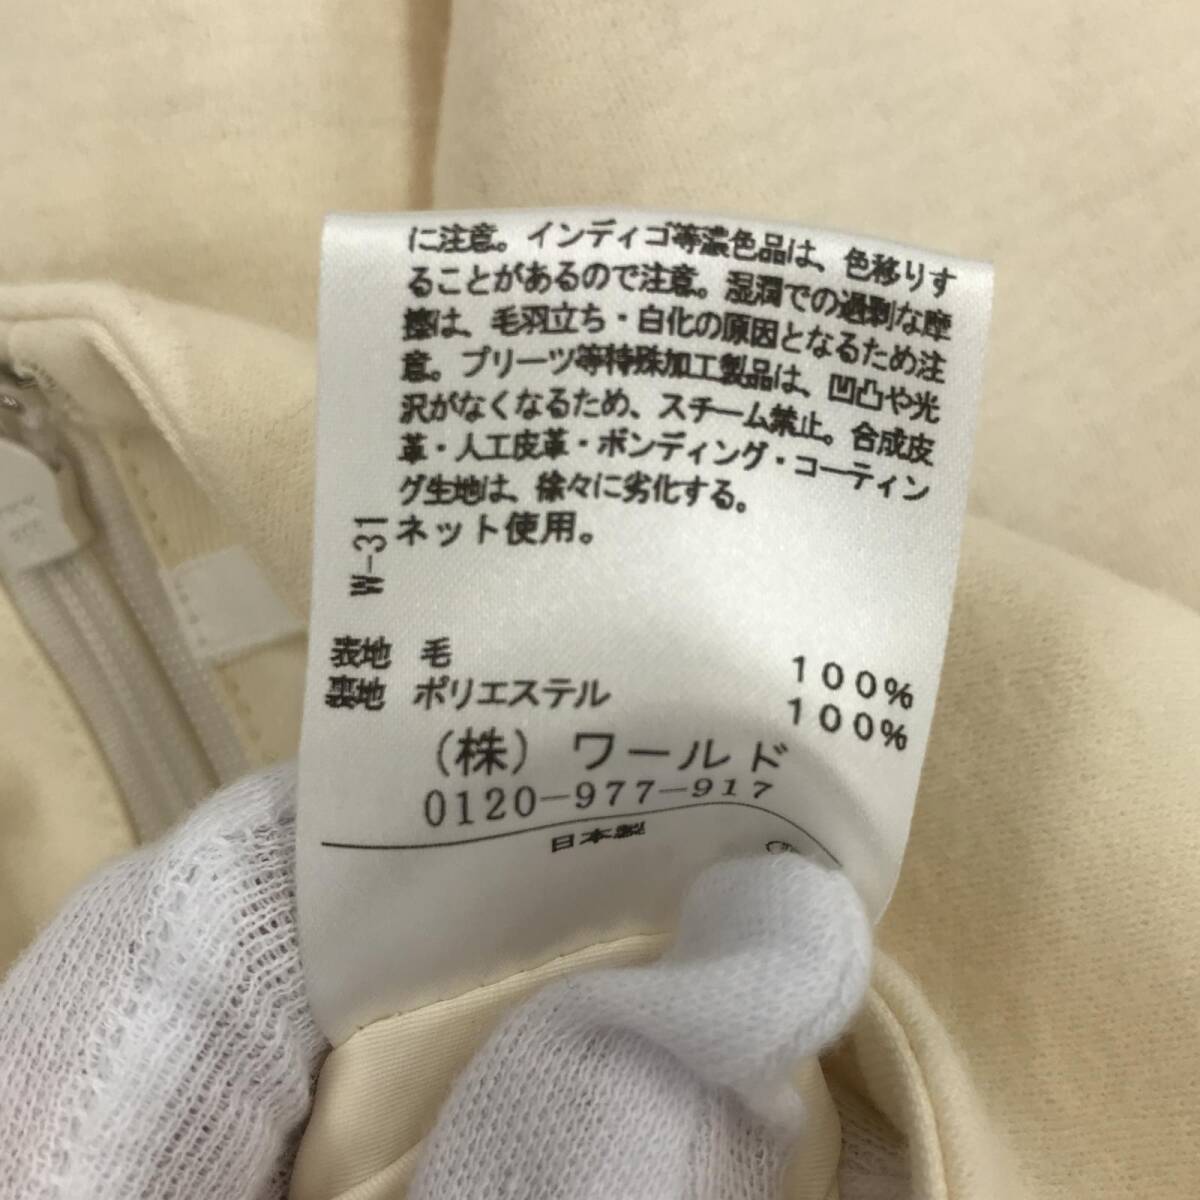 に注意。インディゴ等濃色品は、色移りす
ることがあるので注意。湿潤での過剰な摩
擦は、毛羽立ち・白化の原因となるため注
意。プリーツ等特殊加工製品は、凹凸や光
沢がなくなるため、スチーム禁止。合成皮
革・人工皮革・ボンディング・コーティン
グ生地は、徐々に劣化する。
ネット使用。
W-31
表地 毛 100%
裏地 ポリエステル 100%
(株) ワールド
0120-977-917
日本製